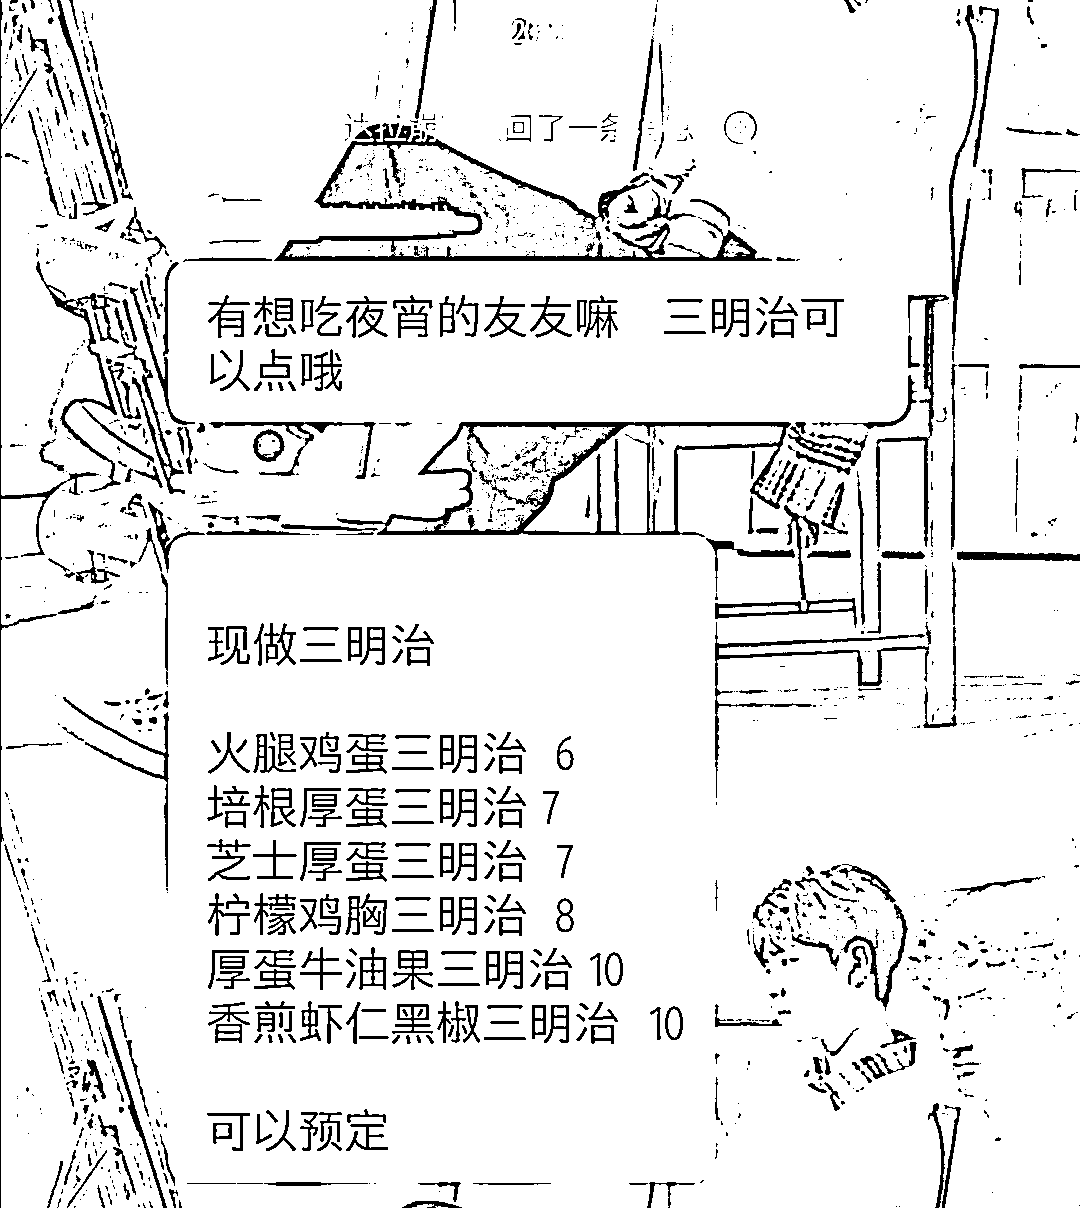 回了一条
有想吃夜宵的友友嘛　三明治可
以点哦
现做三明治
火腿鸡蛋三明治  6
培根厚蛋三明治 7
芝士厚蛋三明治  7
柠檬鸡胸三明治  8
厚蛋牛油果三明治 10
香煎虾仁黑椒三明治  10
可以预定